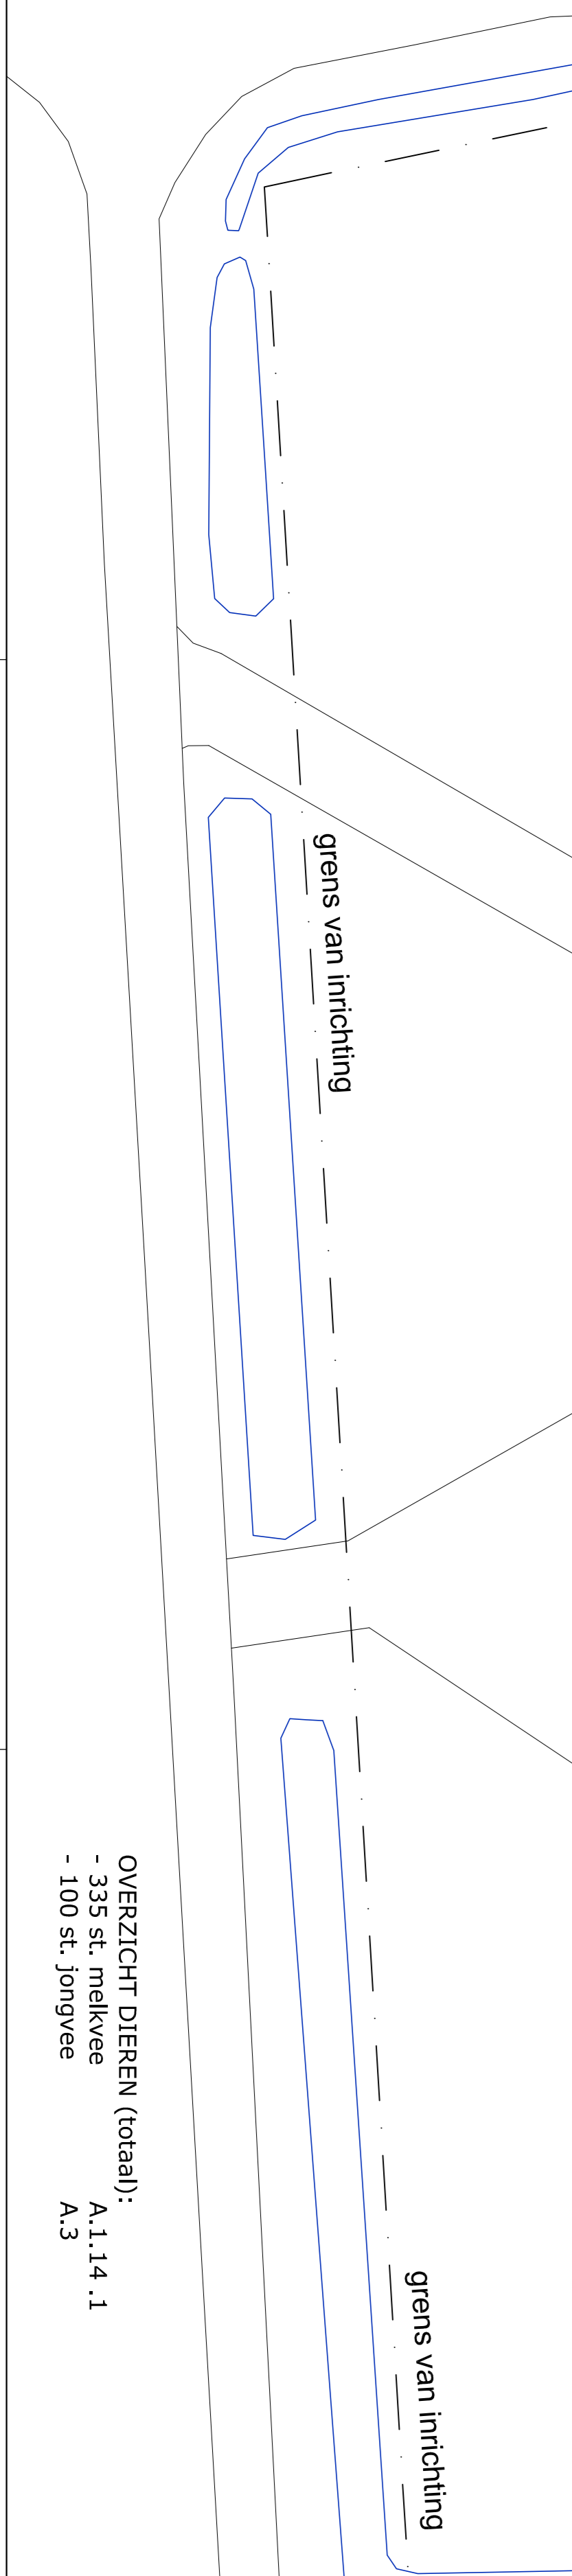 grens van inrichting
grens van inrichting
OVERZICHT DIEREN (totaal):
- 335 st. melkvee A.1.14 .1
- 100 st. jongvee A.3